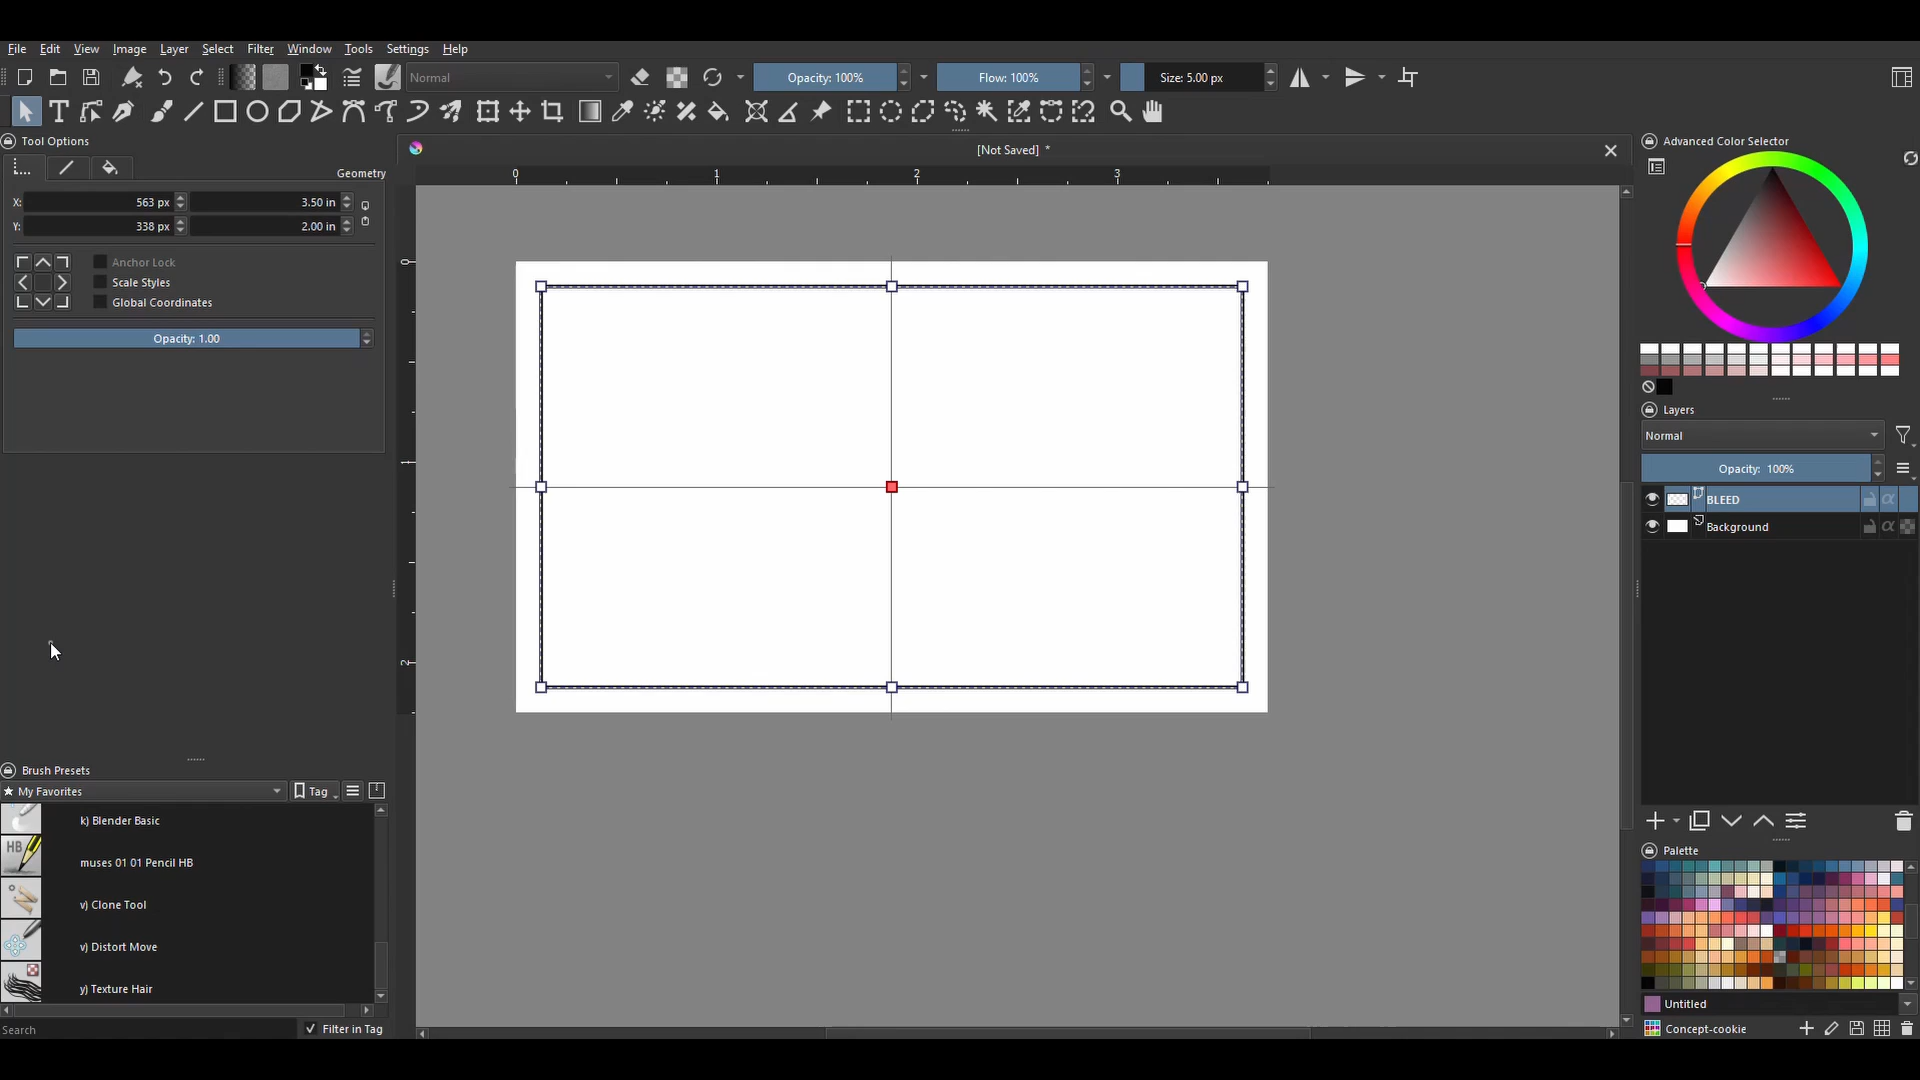 File Edit View Image Layer Select Filter Window Tools Settings Help
Normal Opacity: 100% Flow: 100% Size: 5.00 px
Tool Options
[Not Saved] *
Advanced Color Selector
Geometry
0 1 2 3
X: 563 px 3.50 in
Y: 338 px 2.00 in
Anchor Lock
Scale Styles
Global Coordinates
Opacity: 1.00
0
1
2
Layers
Normal
Opacity: 100%
BLEED
Background
Brush Presets
My Favorites Tag
k) Blender Basic
HB
muses 01 01 Pencil HB
v) Clone Tool
v) Distort Move
y) Texture Hair
Search Filter in Tag
Palette
Untitled
Concept-cookie